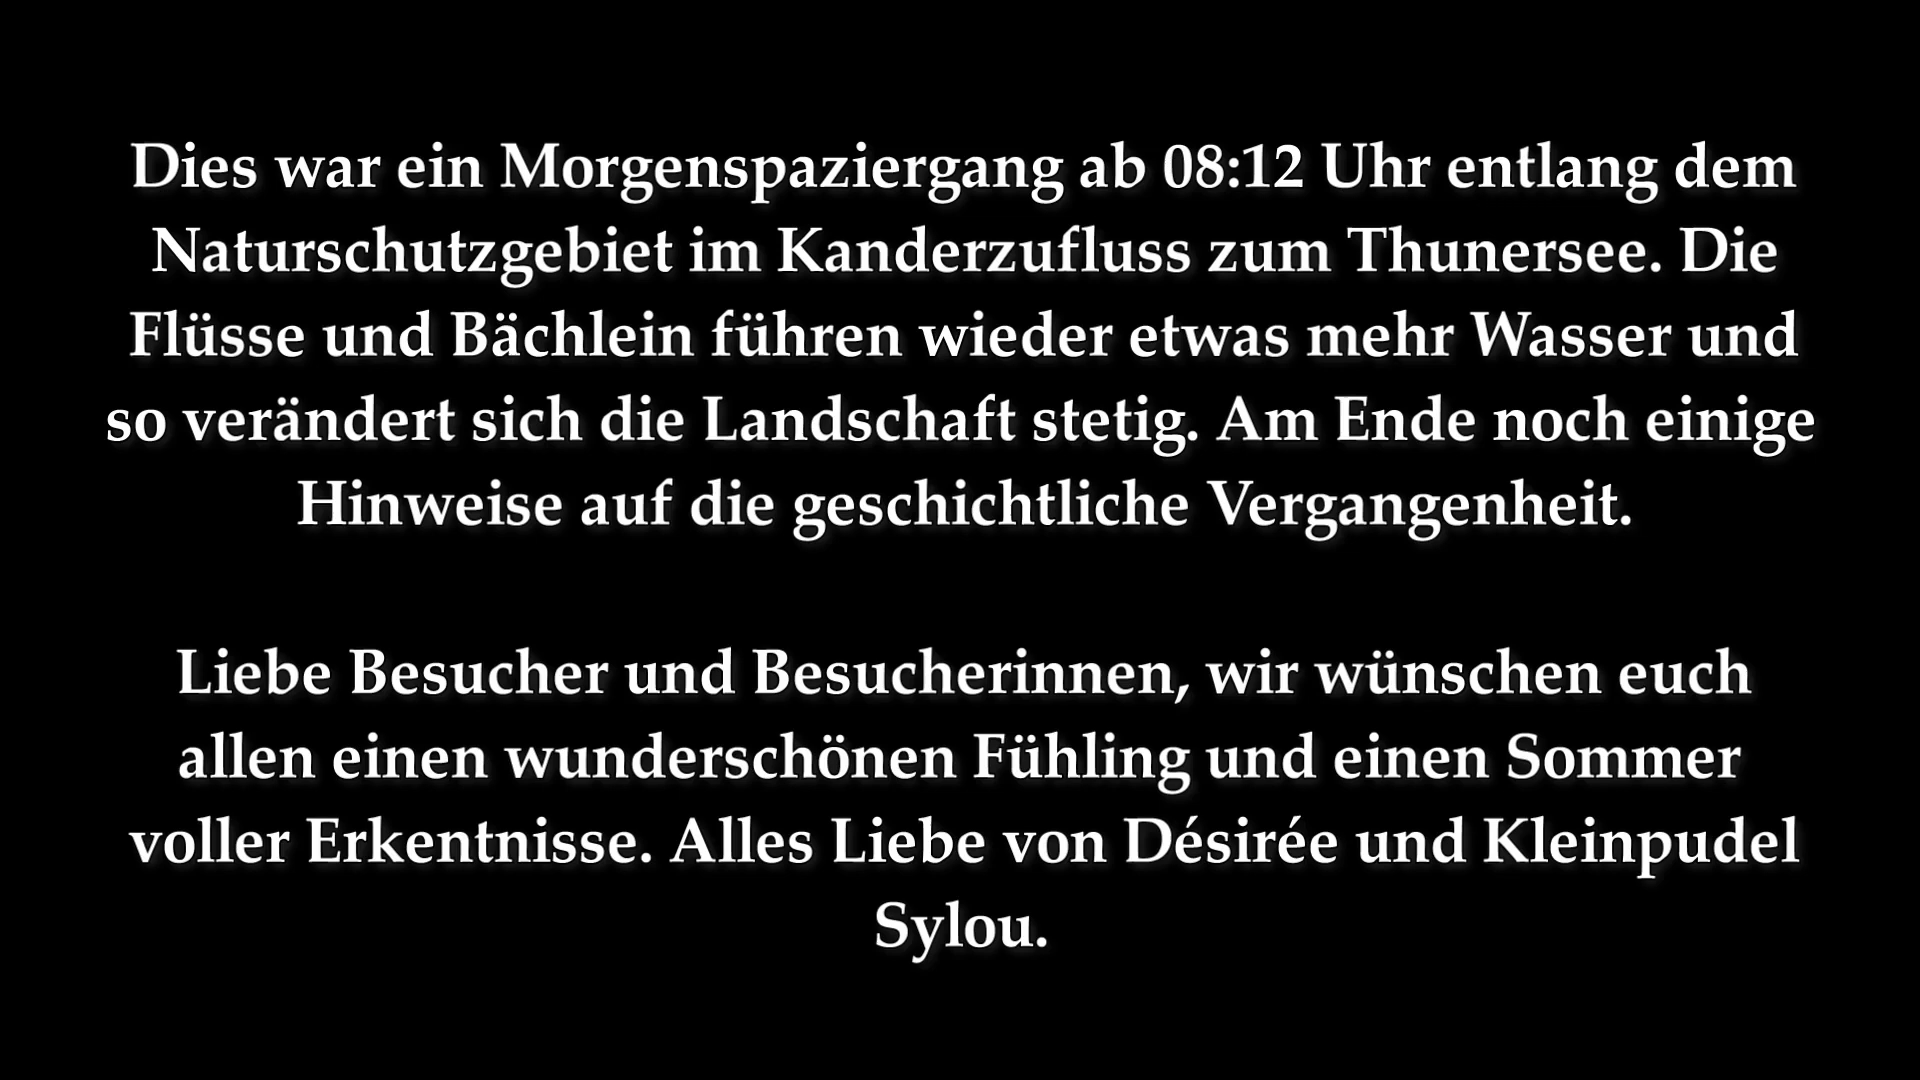 Dies war ein Morgenspaziergang ab 08:12 Uhr entlang dem
Naturschutzgebiet im Kanderzufluss zum Thunersee. Die
Flüsse und Bächlein führen wieder etwas mehr Wasser und
so verändert sich die Landschaft stetig. Am Ende noch einige
Hinweise auf die geschichtliche Vergangenheit.
Liebe Besucher und Besucherinnen, wir wünschen euch
allen einen wunderschönen Fühling und einen Sommer
voller Erkentnisse. Alles Liebe von Désirée und Kleinpudel
Sylou.